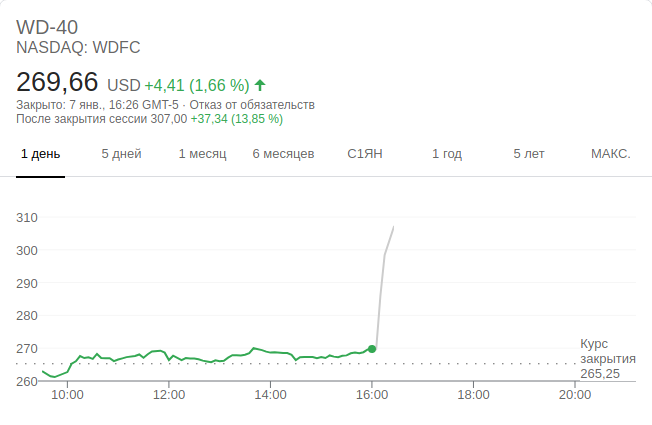 WD-40
NASDAQ: WDFC
269,66 USD +4,41 (1,66 %)
Закрыто: 7 янв., 16:26 GMT-5 · Отказ от обязательств
После закрытия сессии 307,00 +37,34 (13,85 %)
1 день 5 дней 1 месяц 6 месяцев С1ЯН 1 год 5 лет МАКС.
310
300
290
280
270
260
Курс
закрытия
265,25
10:00 12:00 14:00 16:00 18:00 20:00